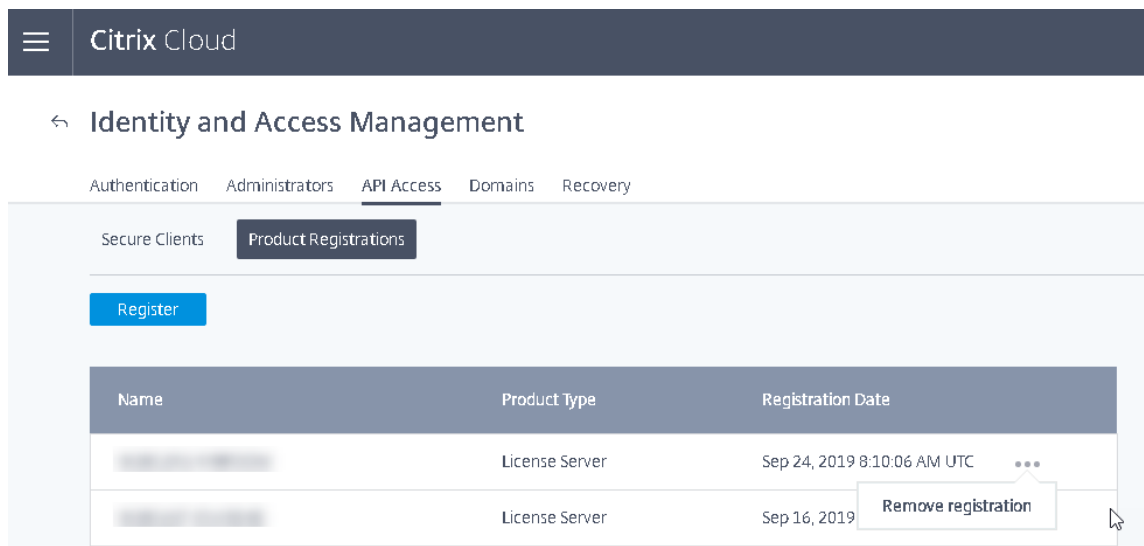 Citrix Cloud
Identity and Access Management
Authentication Administrators API Access Domains Recovery
Secure Clients Product Registrations
Register
Name Product Type Registration Date
License Server Sep 24, 2019 8:10:06 AM UTC
Remove registration
License Server Sep 16, 2019